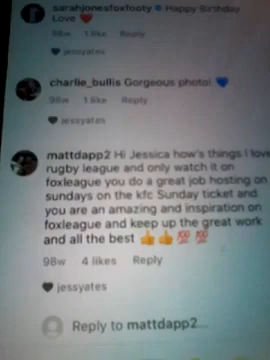 sarahjonesfoxfooty Happy Birthday
Love ❤️
98w 1 like Reply
jessyates
charlie_bullis Gorgeous photo! 💙
98w 1 like Reply
jessyates
mattdapp2 Hi Jessica how's things I love
rugby league and only watch it on
foxleague you do a great job hosting on
sundays on the kfc Sunday ticket and
you are an amazing and inspiration on
foxleague and keep up the great work
and all the best 👍👍💯💯
98w 4 likes Reply
jessyates
Reply to mattdapp2...